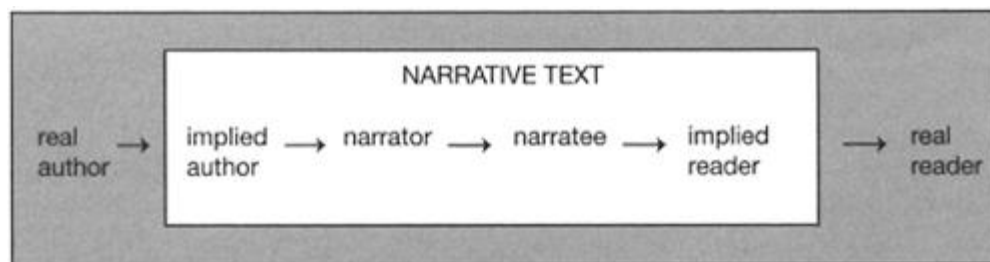 NARRATIVE TEXT
real author
implied author
narrator
narratee
implied reader
real reader